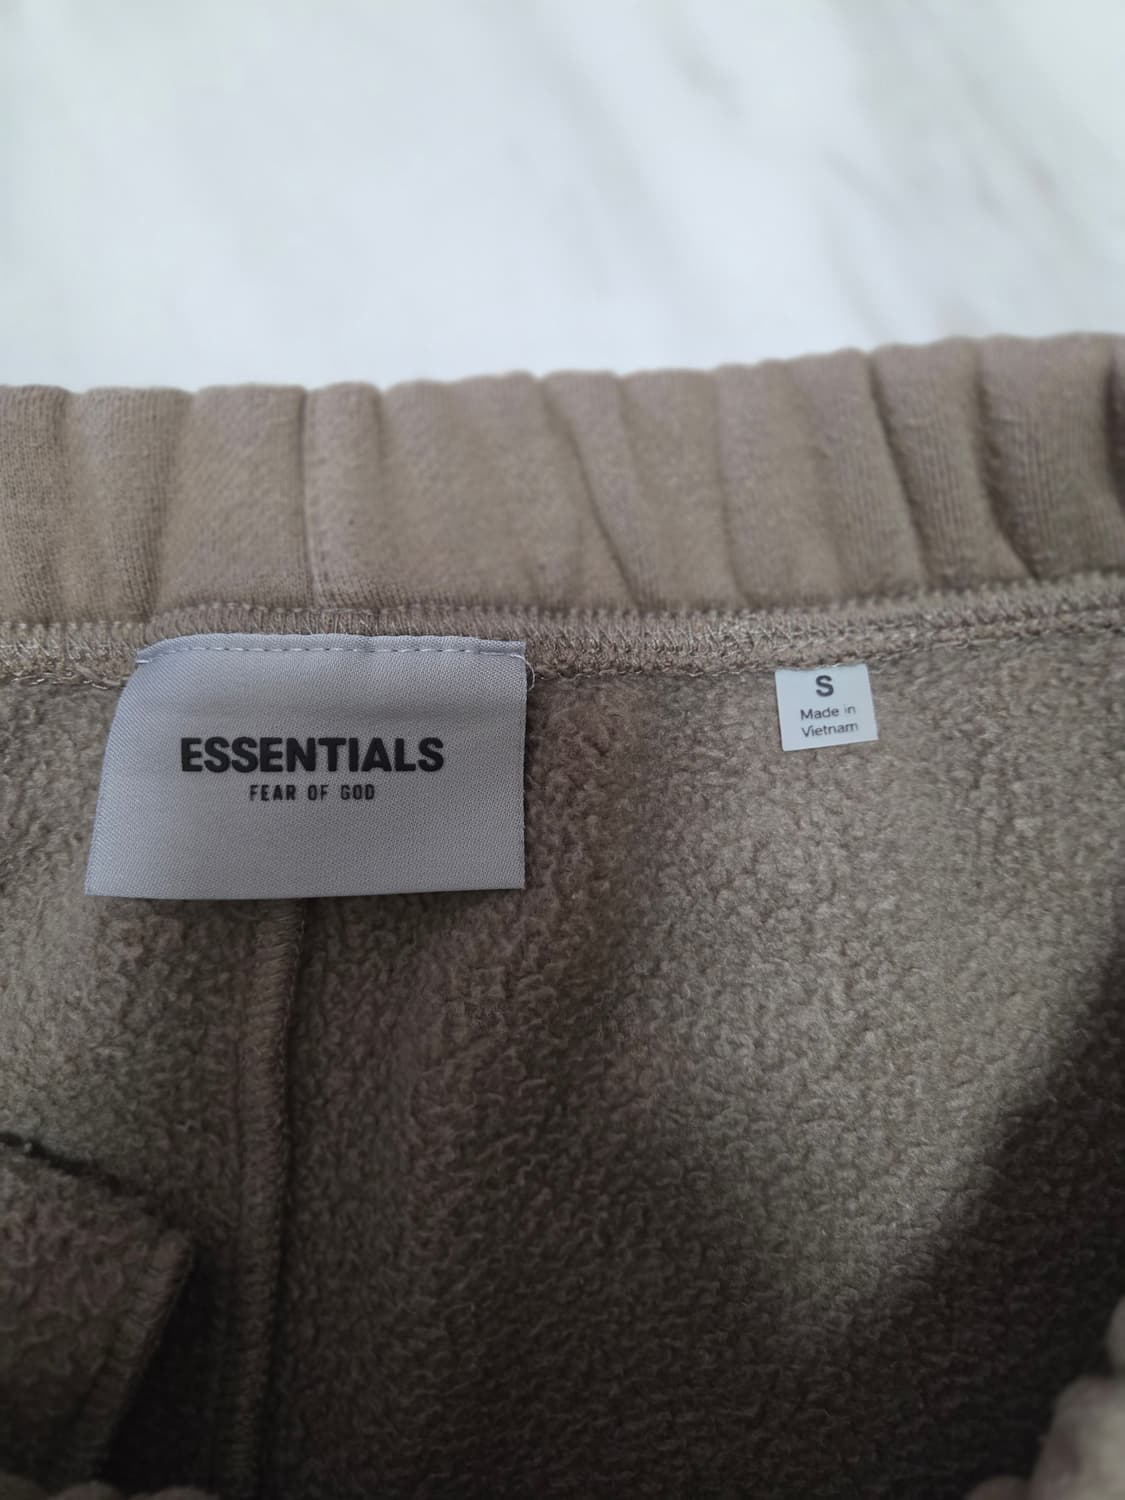 ESSENTIALS
FEAR OF GOD
S
Made in
Vietnam